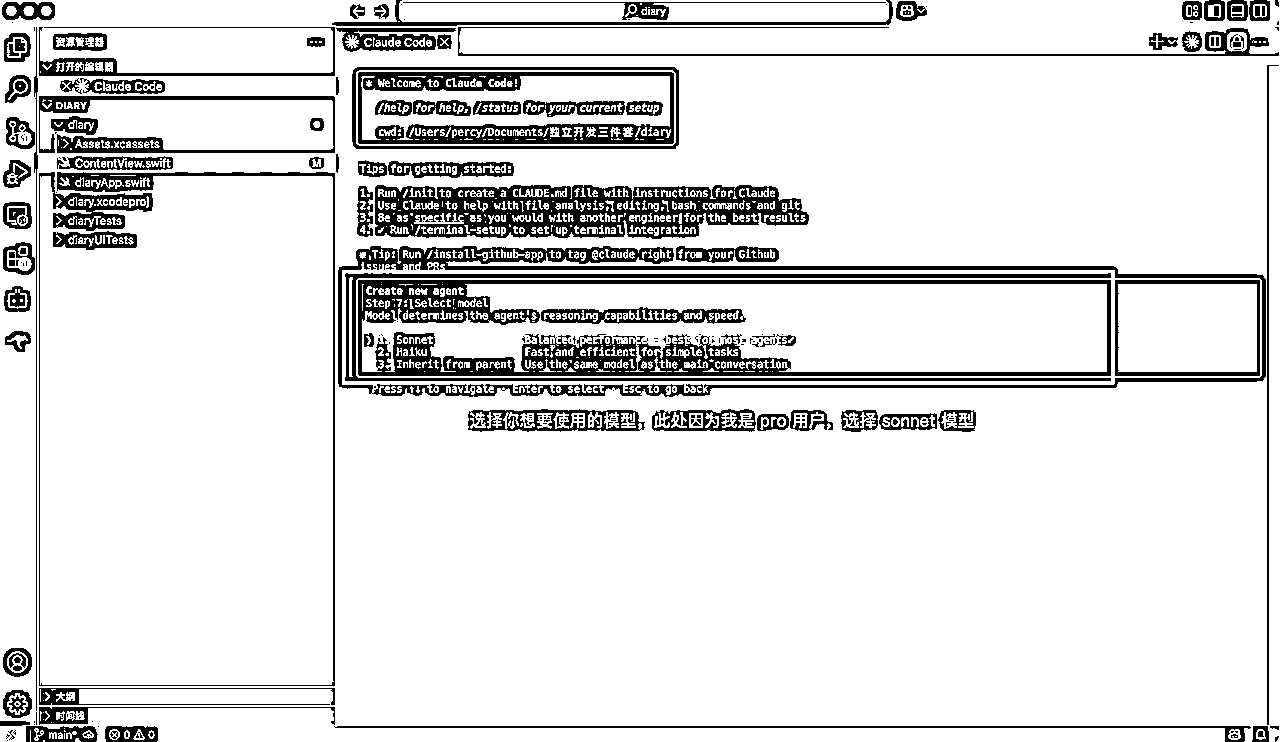 diary
资源管理器
Claude Code
打开的编辑器
Claude Code
DIARY
diary
Assets.xcassets
ContentView.swift M
diaryApp.swift
diary.xcodeproj
diaryTests
diaryUITests
Welcome to Claude Code!
/help for help, /status for your current setup
cwd: /Users/percy/Documents/独立开发三件套/diary
Tips for getting started:
1. Run /init to create a CLAUDE.md file with instructions for Claude
2. Use Claude to help with file analysis, editing, bash commands and git
3. Be as specific as you would with another engineer for the best results
4. ✔ Run /terminal-setup to set up terminal integration
※ Tip: Run /install-github-app to tag @claude right from your Github
issues and PRs
Create new agent
Step 7: Select model
Model determines the agent's reasoning capabilities and speed.
❯ 1. Sonnet Balanced performance - best for most agents✔
2. Haiku Fast and efficient for simple tasks
3. Inherit from parent Use the same model as the main conversation
Press ↑↓ to navigate · Enter to select · Esc to go back
选择你想要使用的模型，此处因为我是 pro 用户，选择 sonnet 模型
大纲
时间线
main* 0 0